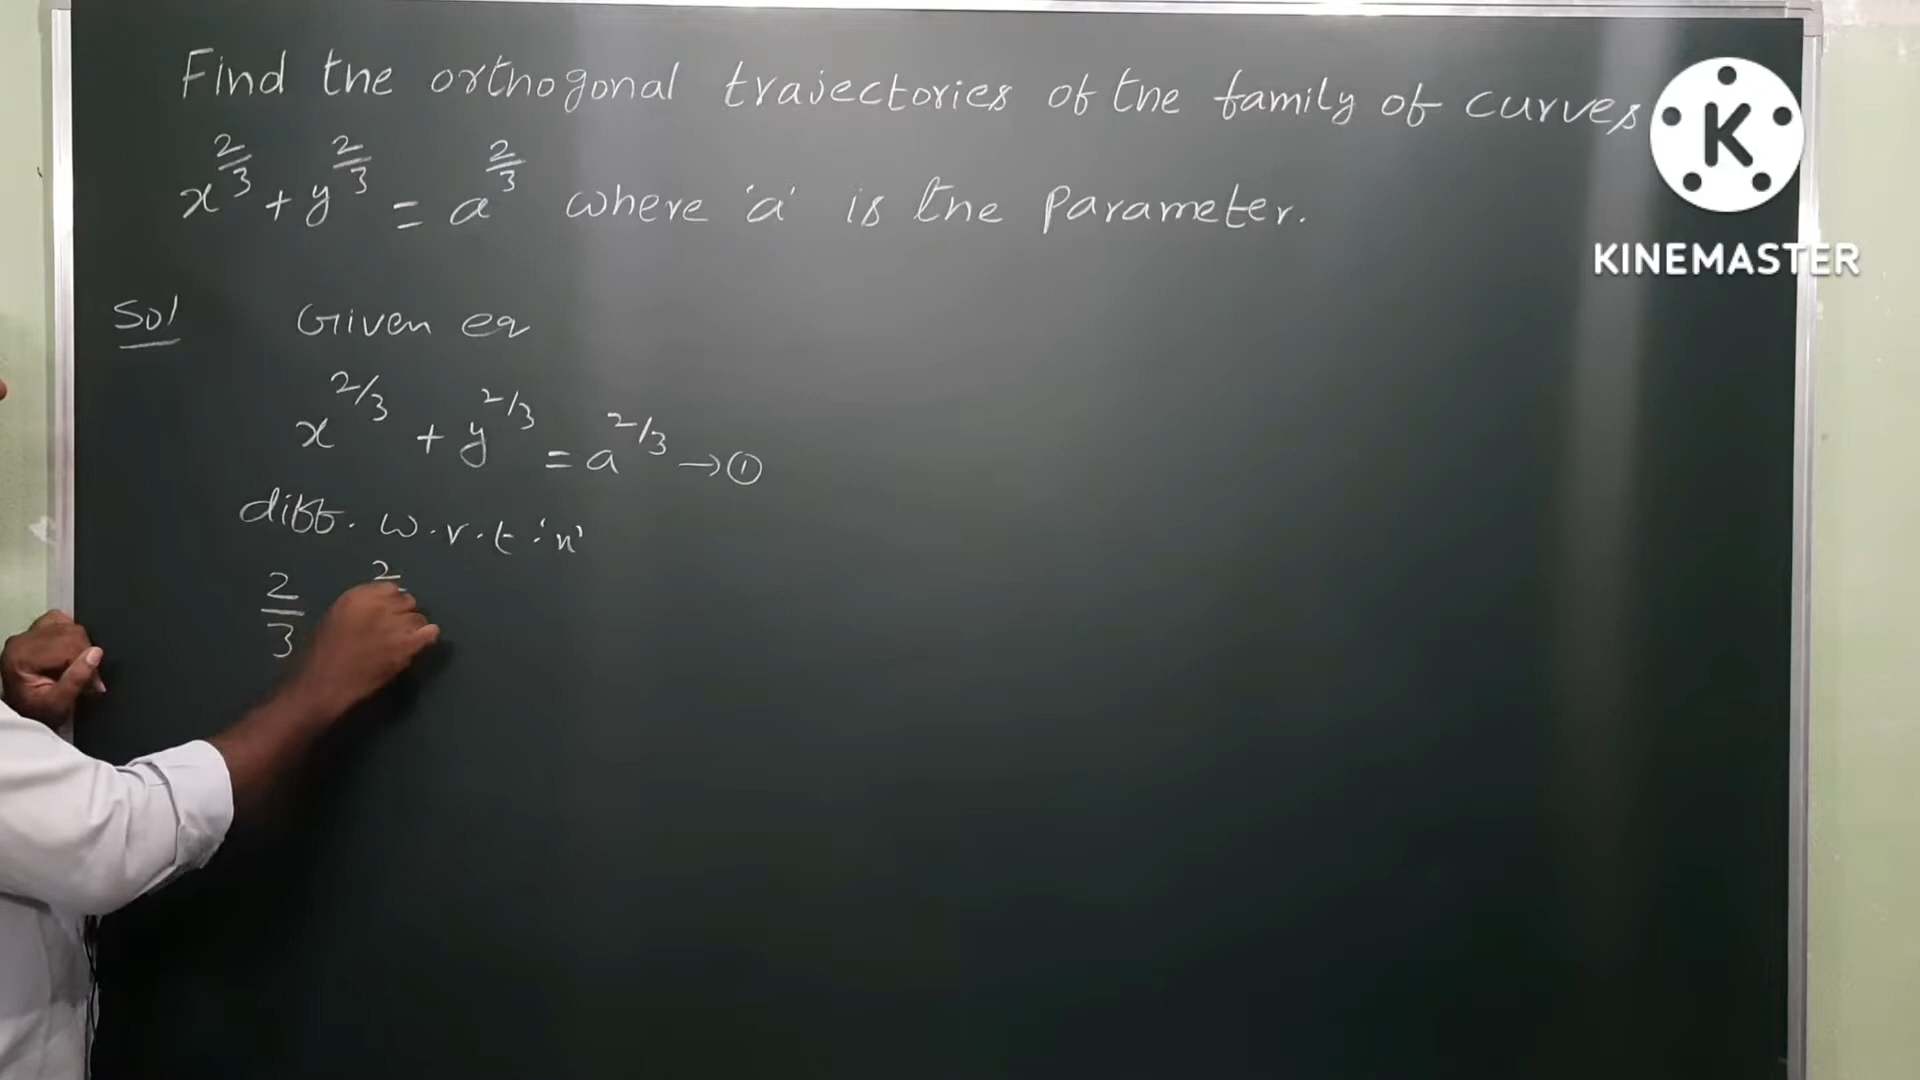 Find the orthogonal trajectories of the family of curves
x^{2/3} + y^{2/3} = a^{2/3} where 'a' is the parameter.
K
KINEMASTER
Sol
Given eq
x^{2/3} + y^{2/3} = a^{2/3} → ①
diff. w.r.t 'x'
2/3 2